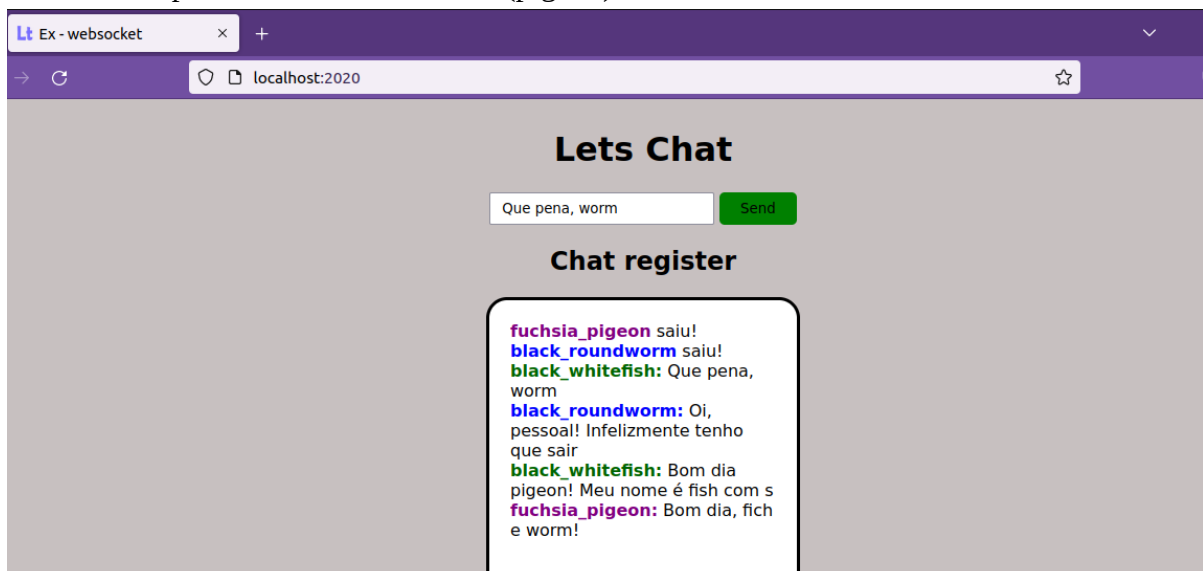 Lt Ex - websocket
localhost:2020
Lets Chat
Que pena, worm
Send
Chat register
fuchsia_pigeon saiu!
black_roundworm saiu!
black_whitefish: Que pena,
worm
black_roundworm: Oi,
pessoal! Infelizmente tenho
que sair
black_whitefish: Bom dia
pigeon! Meu nome é fish com s
fuchsia_pigeon: Bom dia, fich
e worm!